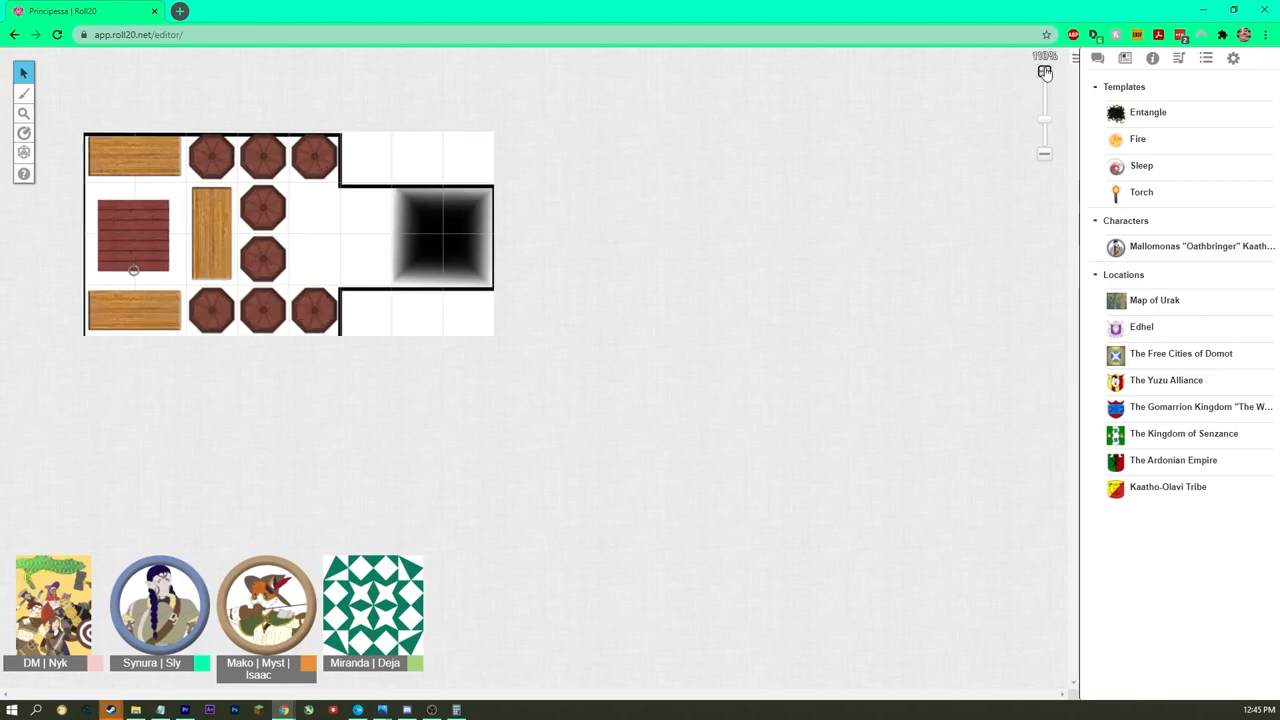 Principessa | Roll20
app.roll20.net/editor/
110%
Templates
Entangle
Fire
Sleep
Torch
Characters
Mallomonas "Oathbringer" Kaath...
Locations
Map of Urak
Edhel
The Free Cities of Domot
The Yuzu Alliance
The Gomarrion Kingdom "The W...
The Kingdom of Senzance
The Ardonian Empire
Kaatho-Olavi Tribe
DM | Nyk
Synura | Sly
Mako | Myst |
Isaac
Miranda | Deja
12:45 PM